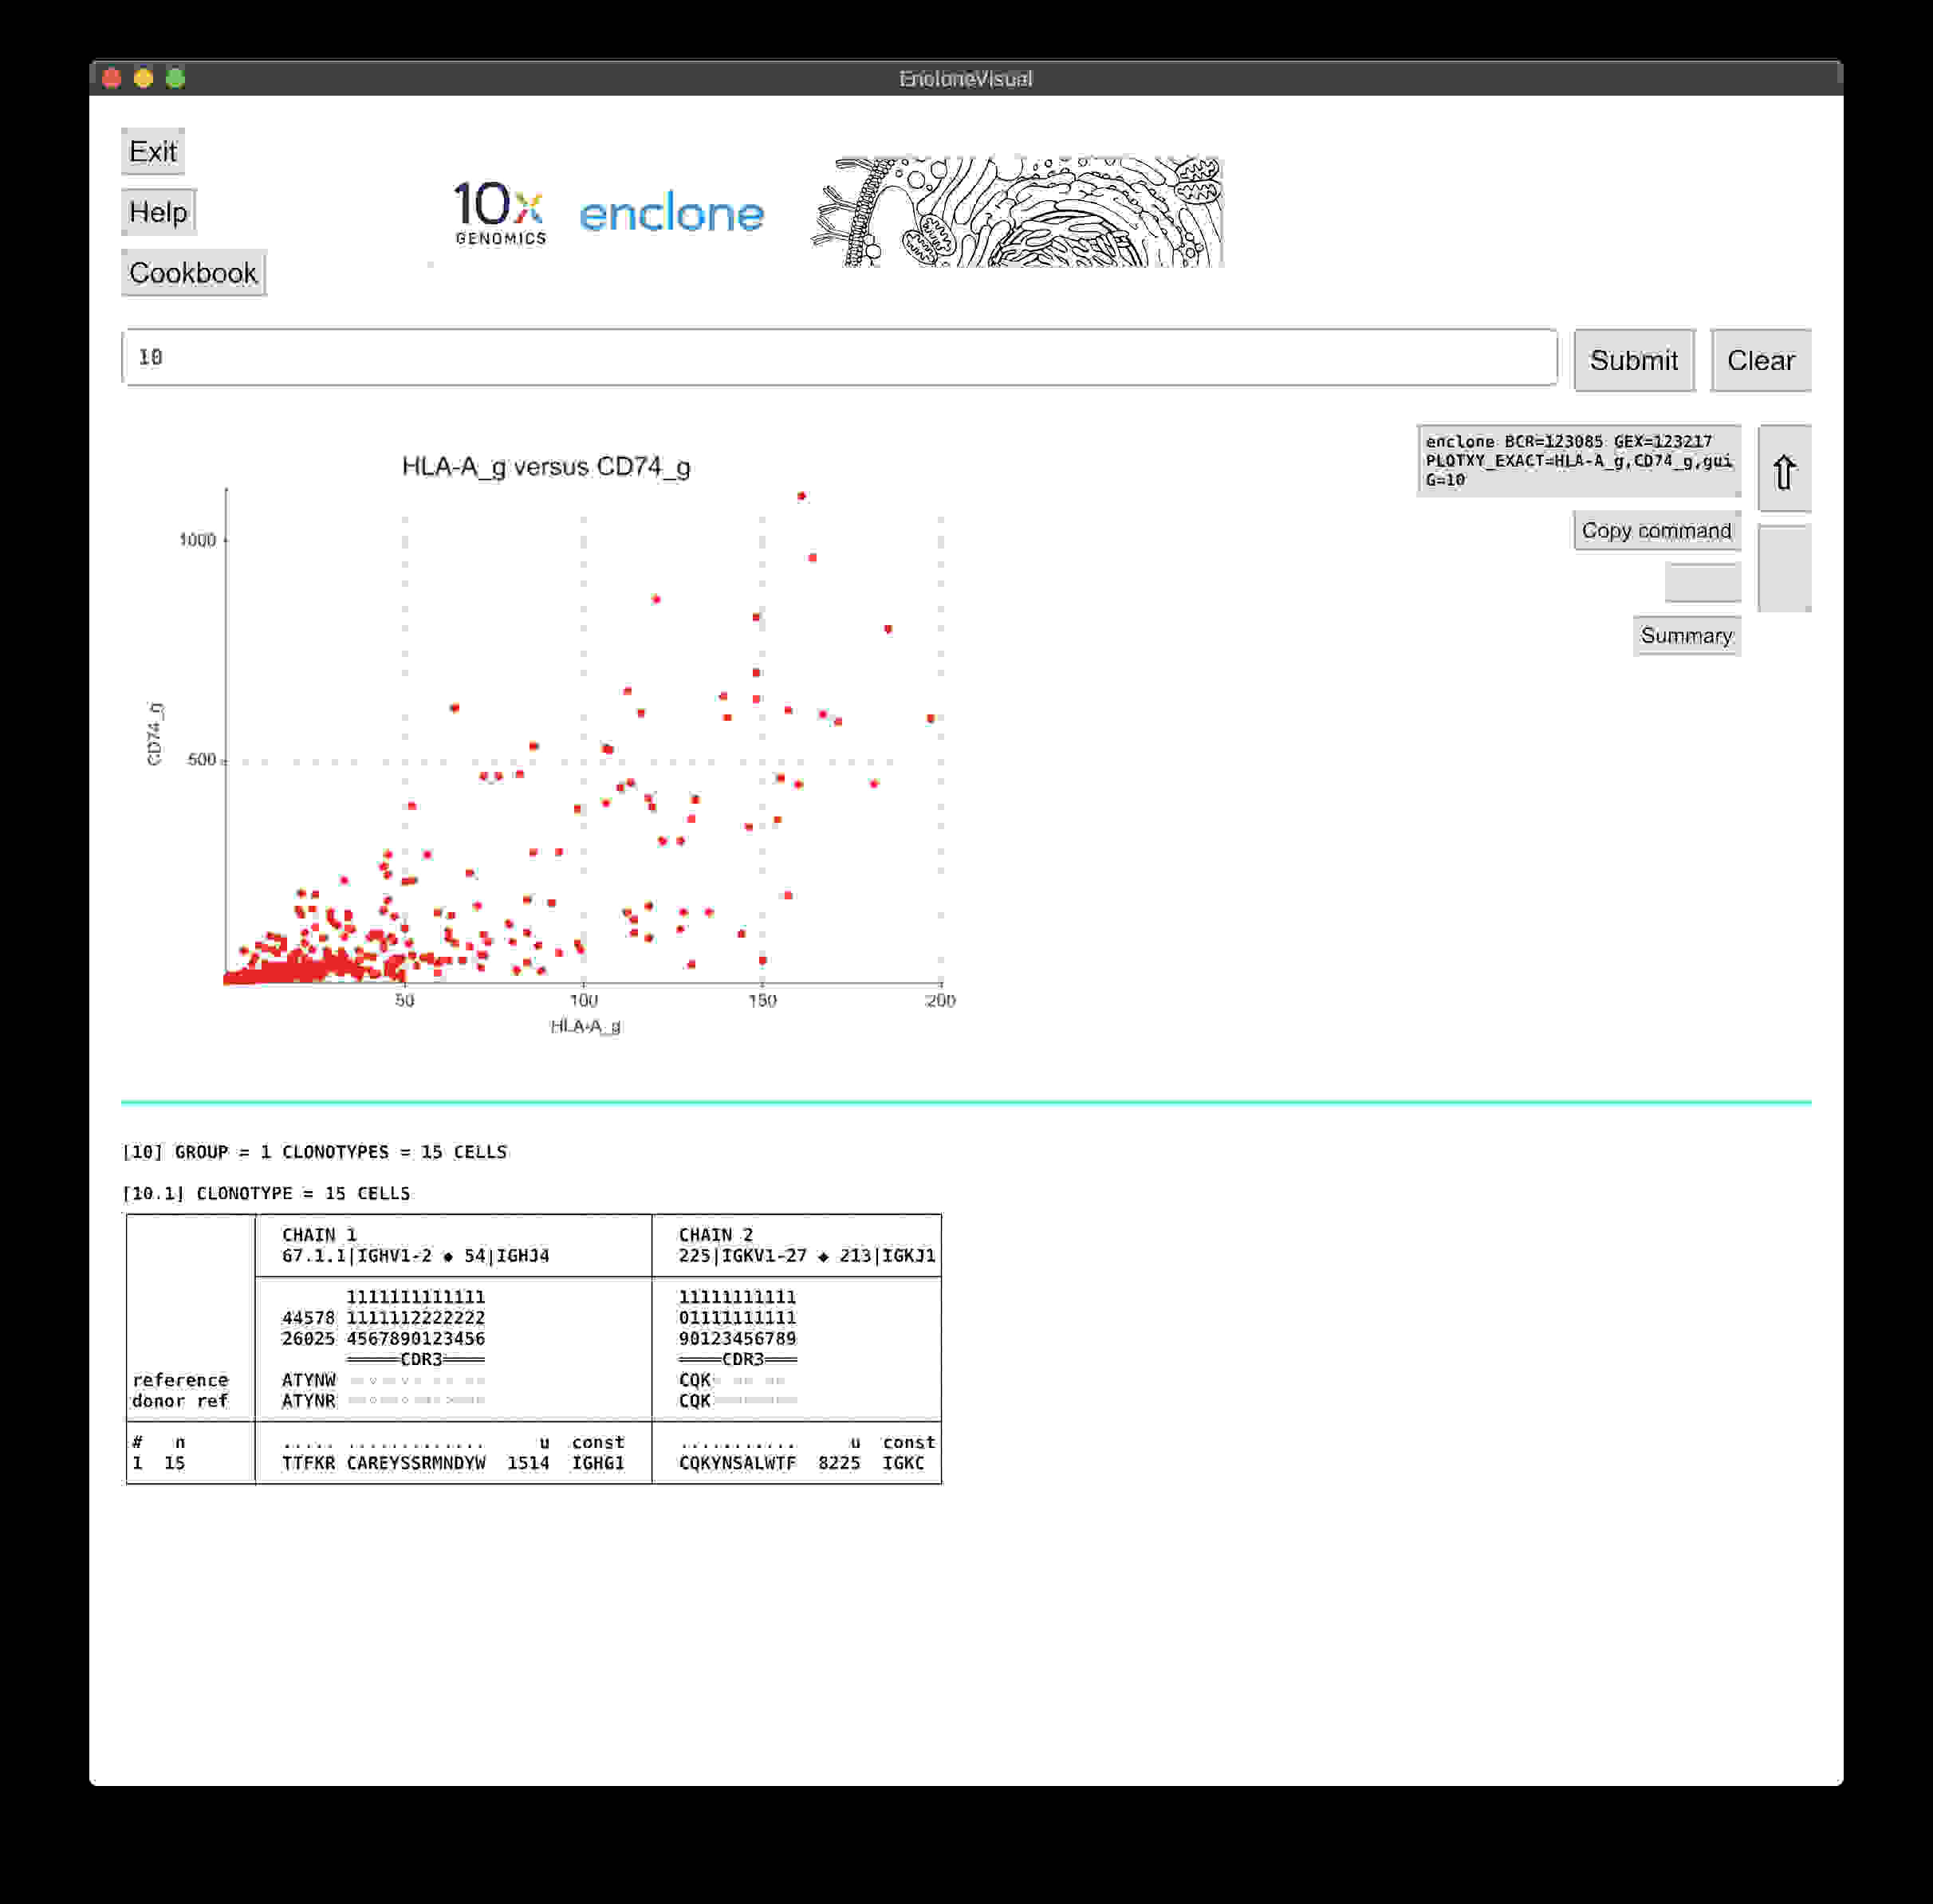 EncloneVisual
Exit
Help
Cookbook
10x
GENOMICS
enclone
10
Submit
Clear
enclone BCR=123085 GEX=123217
PLOTXY_EXACT=HLA-A_g,CD74_g,gui
G=10
⇧
Copy command
Summary
HLA-A_g versus CD74_g
1000
500
CD74_g
50
100
150
200
HLA-A_g
[10] GROUP = 1 CLONOTYPES = 15 CELLS
[10.1] CLONOTYPE = 15 CELLS
CHAIN 1 CHAIN 2
67.1.1|IGHV1-2 ◆ 54|IGHJ4 225|IGKV1-27 ◆ 213|IGKJ1
1111111111111 11111111111
44578 1111112222222 01111111111
26025 4567890123456 90123456789
═════CDR3════ ════CDR3═══
reference ATYNW CQK
donor ref ATYNR CQK
# n ..... ............. u const ........... u const
1 15 TTFKR CAREYSSRMNDYW 1514 IGHG1 CQKYNSALWTF 8225 IGKC